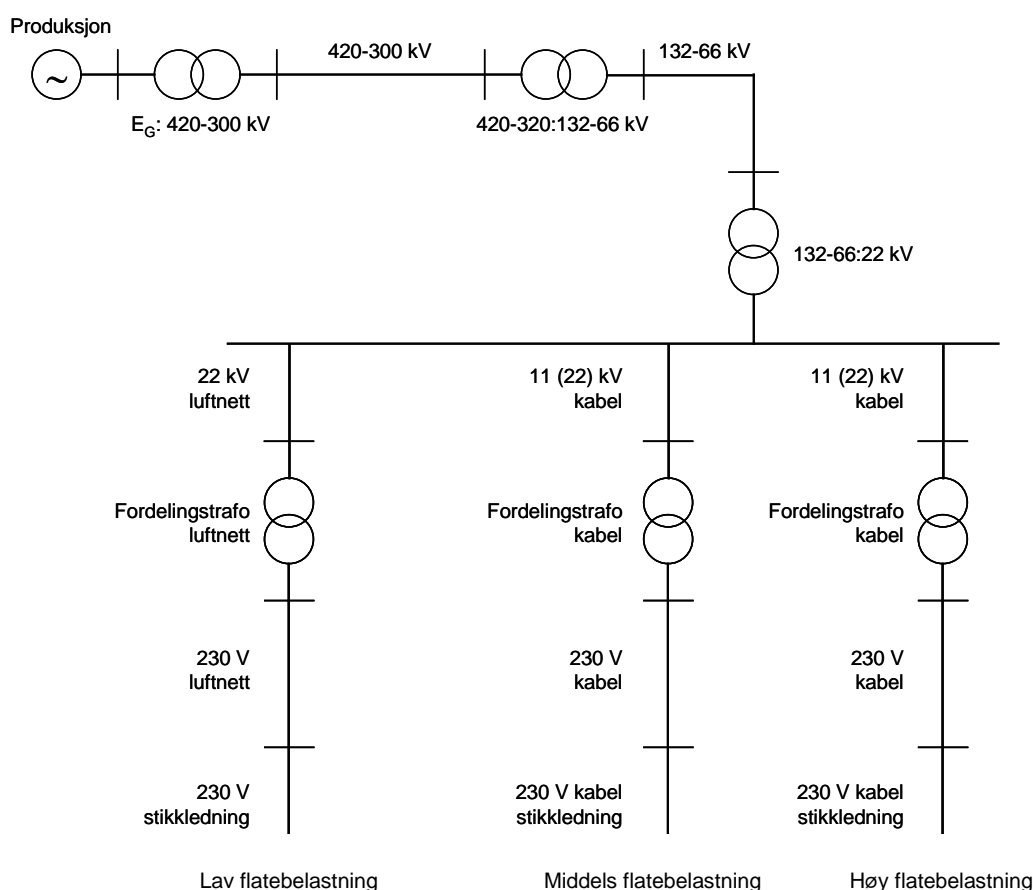 Produksjon
~
420-300 kV
132-66 kV
E_G: 420-300 kV
420-320:132-66 kV
132-66:22 kV
22 kV
luftnett
11 (22) kV
kabel
11 (22) kV
kabel
Fordelingstrafo
luftnett
Fordelingstrafo
kabel
Fordelingstrafo
kabel
230 V
luftnett
230 V
kabel
230 V
kabel
230 V
stikkledning
230 V kabel
stikkledning
230 V kabel
stikkledning
Lav flatebelastning
Middels flatebelastning
Høy flatebelastning